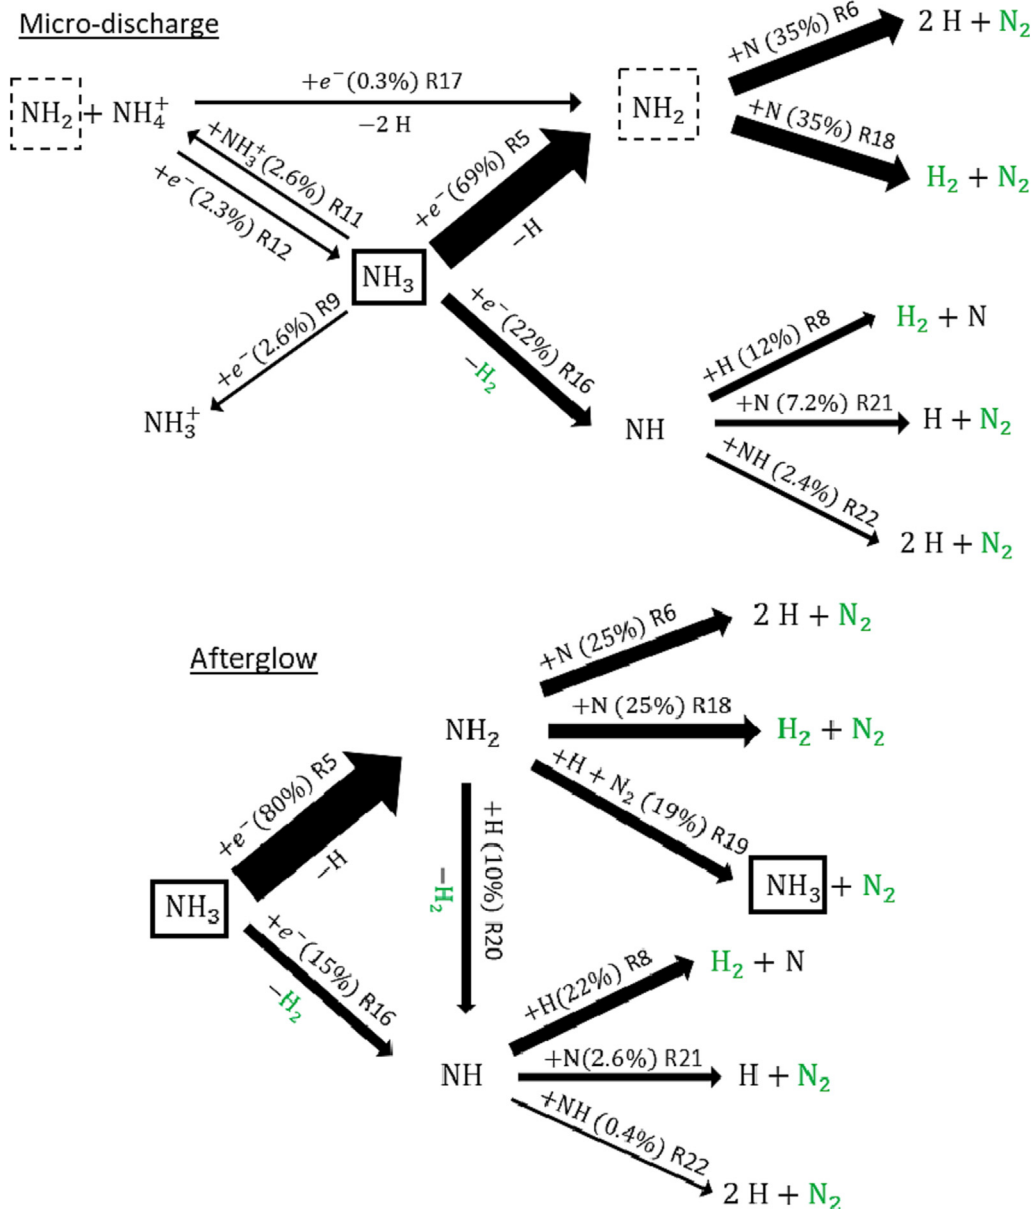 Micro-discharge
+N (35%) R6
2 H + N₂
+e⁻(0.3%) R17
NH₂ + NH₄⁺
−2 H
NH₂
+N (35%) R18
H₂ + N₂
+NH₃⁺(2.6%) R11
+e⁻(2.3%) R12
+e⁻(69%) R5
−H
NH₃
+e⁻(2.6%) R9
NH₃⁺
+e⁻(22%) R16
−H₂
NH
+H (12%) R8
H₂ + N
+N (7.2%) R21
H + N₂
+NH (2.4%) R22
2 H + N₂
Afterglow
+N (25%) R6
2 H + N₂
NH₂
+N (25%) R18
H₂ + N₂
+H + N₂ (19%) R19
NH₃ + N₂
+e⁻(80%) R5
−H
NH₃
+H (10%) R20
−H₂
+e⁻(15%) R16
−H₂
NH
+H(22%) R8
H₂ + N
+N(2.6%) R21
H + N₂
+NH (0.4%) R22
2 H + N₂